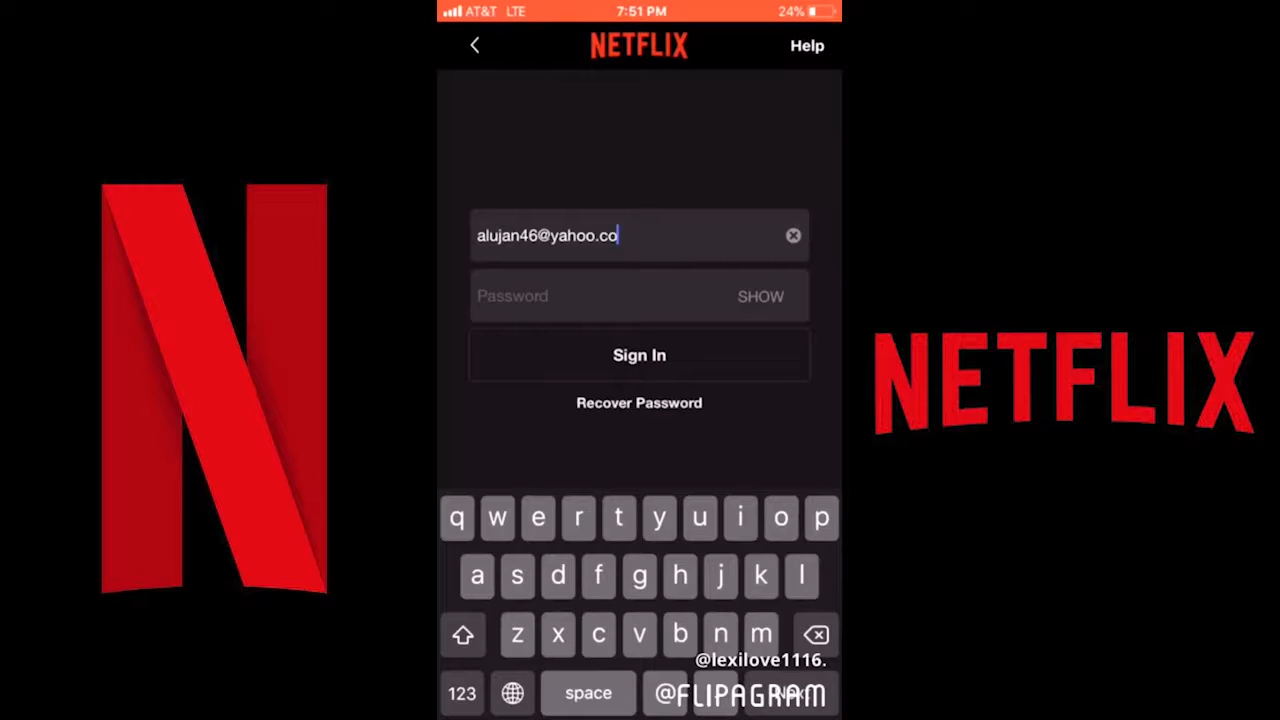 AT&T LTE 7:51 PM 24%
NETFLIX Help
alujan46@yahoo.co
Password SHOW
Sign In
Recover Password
NETFLIX
q w e r t y u i o p
a s d f g h j k l
z x c v b n m
@lexilove1116.
123 space @FLIPAGRAM